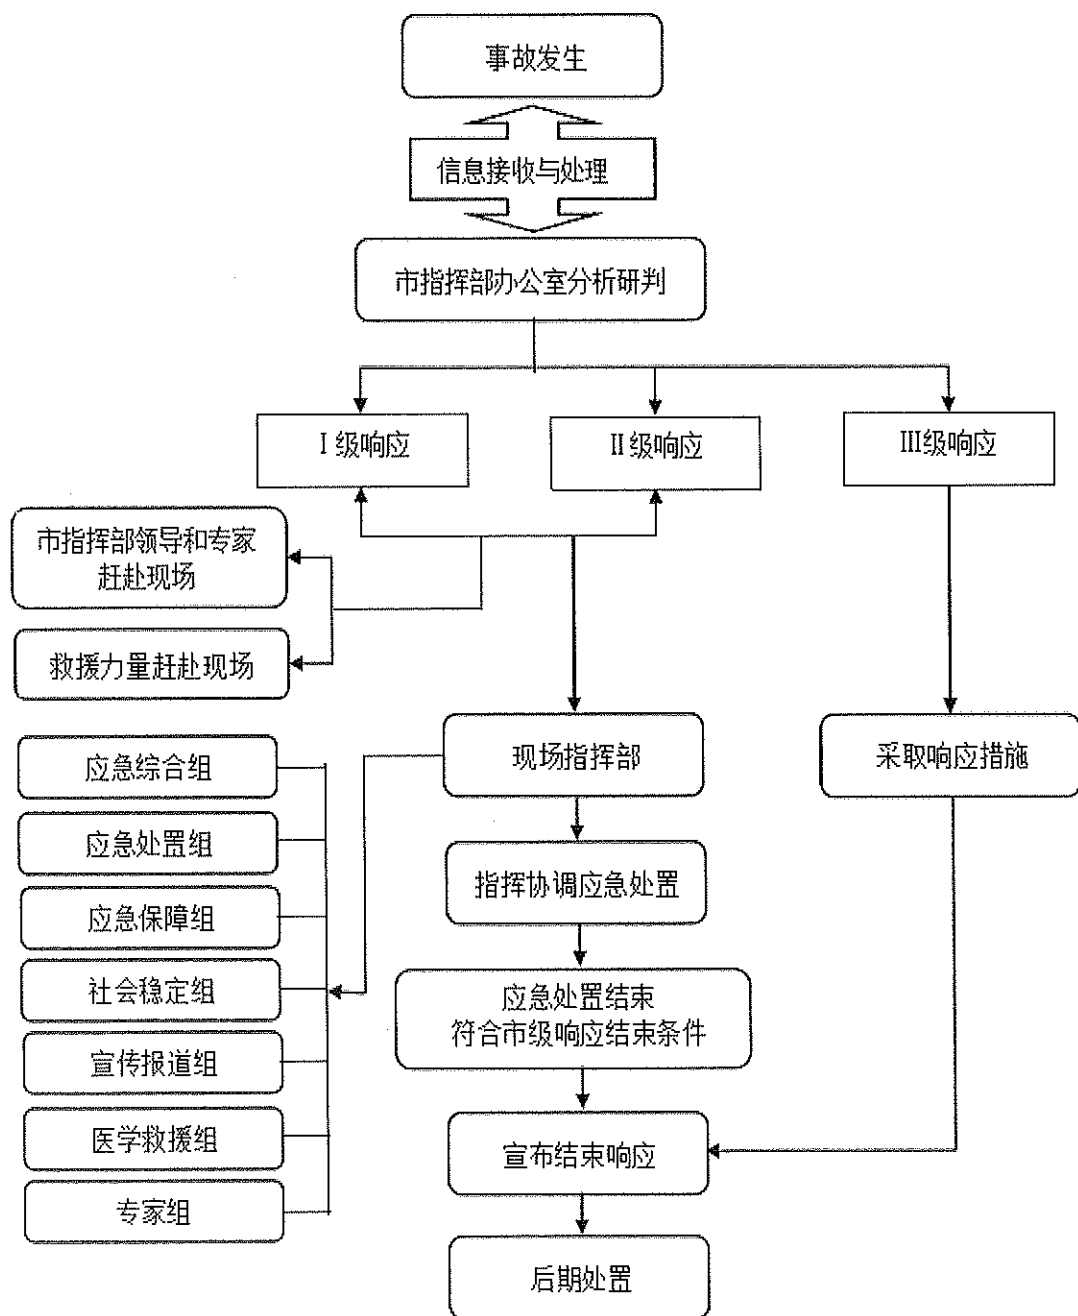 事故发生
信息接收与处理
市指挥部办公室分析研判
Ⅰ级响应
Ⅱ级响应
Ⅲ级响应
市指挥部领导和专家
赶赴现场
救援力量赶赴现场
现场指挥部
采取响应措施
应急综合组
应急处置组
应急保障组
社会稳定组
宣传报道组
医学救援组
专家组
指挥协调应急处置
应急处置结束
符合市级响应结束条件
宣布结束响应
后期处置